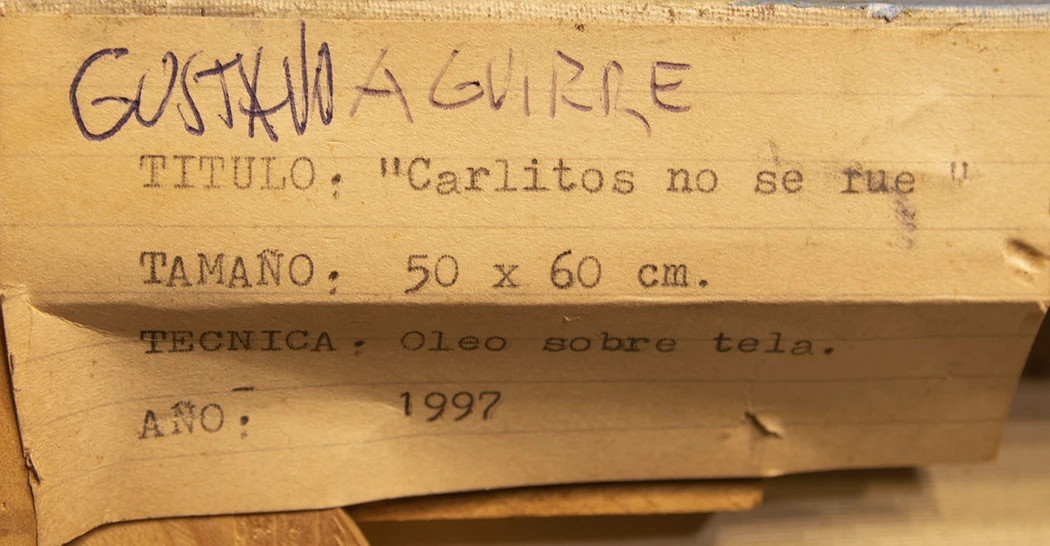 GUSTAVO AGUIRRE
TITULO: "Carlitos no se fue "
TAMAÑO: 50 x 60 cm.
TECNICA: Oleo sobre tela.
AÑO: 1997